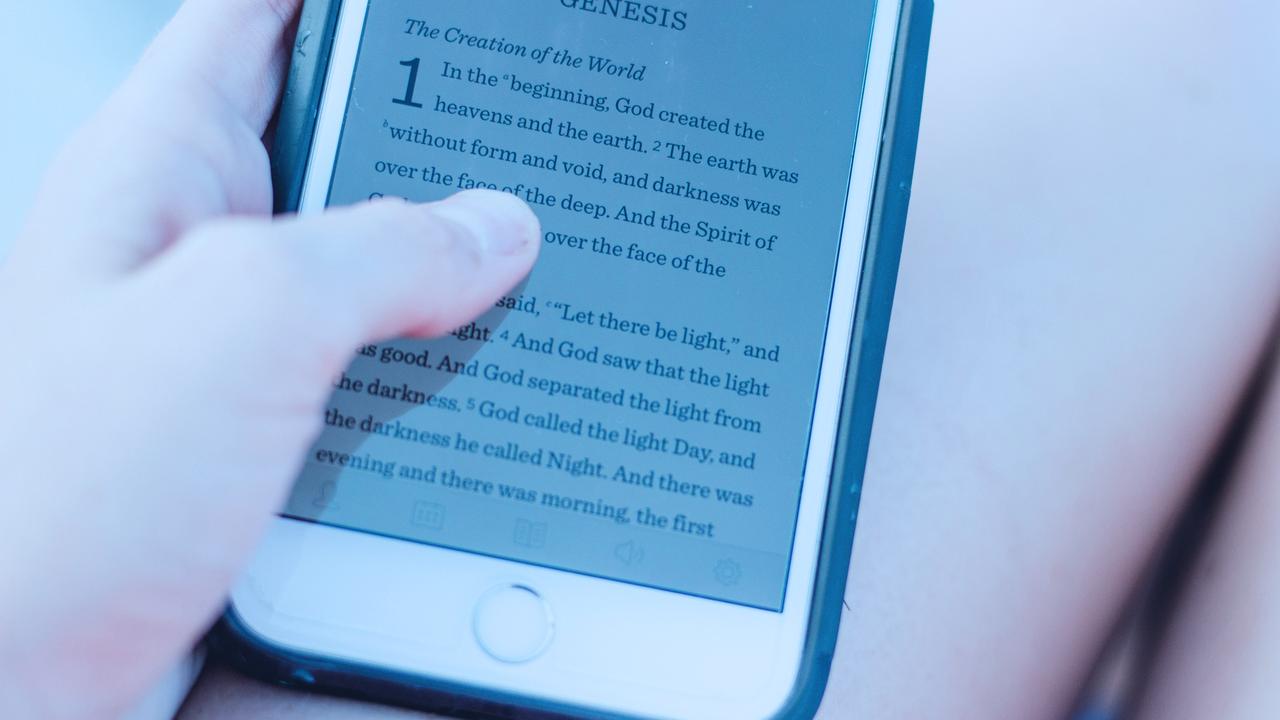 GENESIS
The Creation of the World
1 In the ᵃbeginning, God created the
heavens and the earth. 2 The earth was
ᵇwithout form and void, and darkness was
over the face of the deep. And the Spirit of
over the face of the
said, ᶜ“Let there be light,” and
light. 4 And God saw that the light
was good. And God separated the light from
the darkness. 5 God called the light Day, and
the darkness he called Night. And there was
evening and there was morning, the first